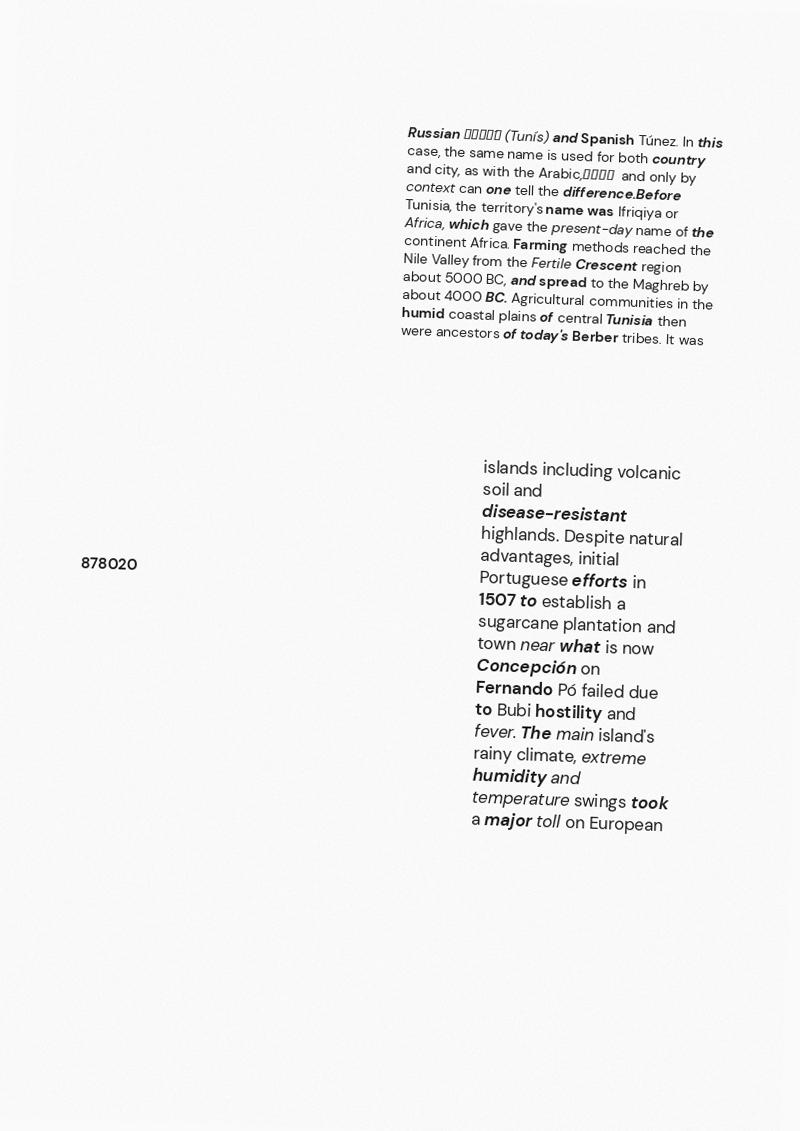 Russian (Tunís) and Spanish Túnez. In this
case, the same name is used for both country
and city, as with the Arabic, and only by
context can one tell the difference.Before
Tunisia, the territory's name was Ifriqiya or
Africa, which gave the present-day name of the
continent Africa. Farming methods reached the
Nile Valley from the Fertile Crescent region
about 5000 BC, and spread to the Maghreb by
about 4000 BC. Agricultural communities in the
humid coastal plains of central Tunisia then
were ancestors of today's Berber tribes. It was
islands including volcanic
soil and
disease-resistant
highlands. Despite natural
advantages, initial
Portuguese efforts in
1507 to establish a
sugarcane plantation and
town near what is now
Concepción on
Fernando Pó failed due
to Bubi hostility and
fever. The main island's
rainy climate, extreme
humidity and
temperature swings took
a major toll on European
878020